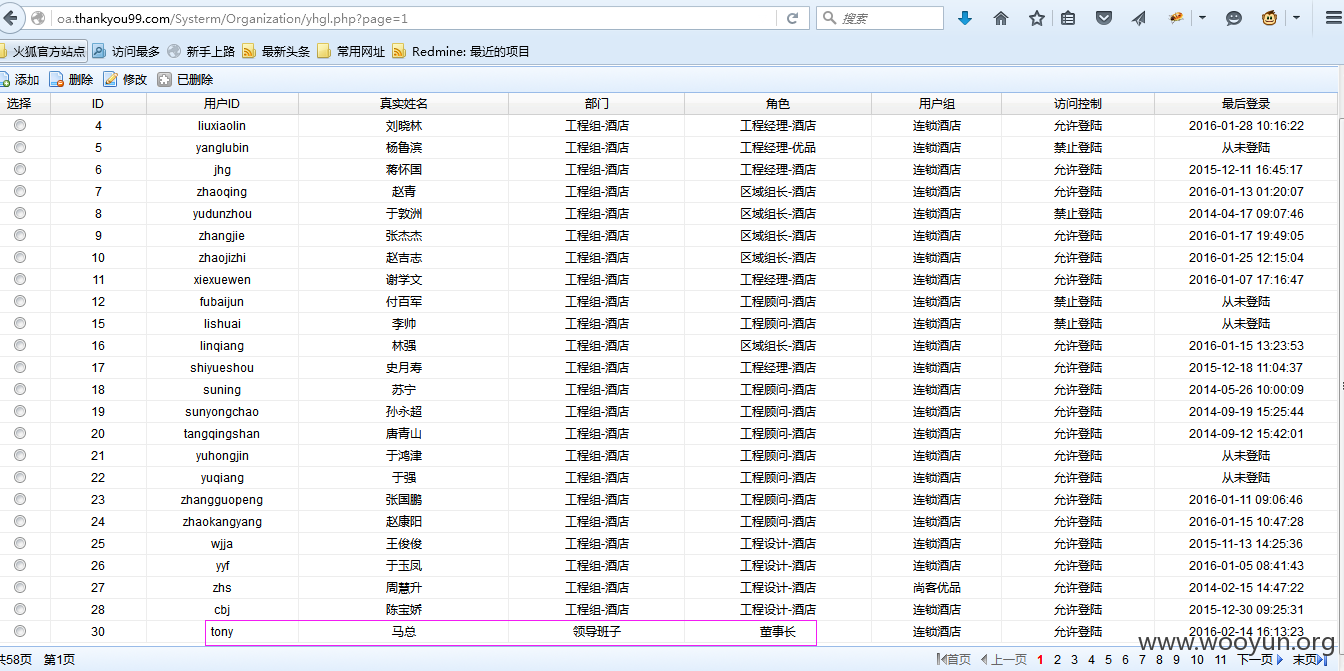 oa.thankyou99.com/Systerm/Organization/yhgl.php?page=1 搜索
火狐官方站点 访问最多 新手上路 最新头条 常用网址 Redmine: 最近的项目
添加 删除 修改 已删除
选择 ID 用户ID 真实姓名 部门 角色 用户组 访问控制 最后登录
4 liuxiaolin 刘晓林 工程组-酒店 工程经理-酒店 连锁酒店 允许登陆 2016-01-28 10:16:22
5 yanglubin 杨鲁滨 工程组-酒店 工程经理-优品 连锁酒店 禁止登陆 从未登陆
6 jhg 蒋怀国 工程组-酒店 工程经理-酒店 连锁酒店 允许登陆 2015-12-11 16:45:17
7 zhaoqing 赵青 工程组-酒店 区域组长-酒店 连锁酒店 允许登陆 2016-01-13 01:20:07
8 yudunzhou 于敦洲 工程组-酒店 区域组长-酒店 连锁酒店 禁止登陆 2014-04-17 09:07:46
9 zhangjie 张杰杰 工程组-酒店 区域组长-酒店 连锁酒店 允许登陆 2016-01-17 19:49:05
10 zhaojizhi 赵吉志 工程组-酒店 区域组长-酒店 连锁酒店 允许登陆 2016-01-25 12:15:04
11 xiexuewen 谢学文 工程组-酒店 工程经理-酒店 连锁酒店 允许登陆 2016-01-07 17:16:47
12 fubaijun 付百军 工程组-酒店 工程顾问-酒店 连锁酒店 禁止登陆 从未登陆
15 lishuai 李帅 工程组-酒店 工程顾问-酒店 连锁酒店 禁止登陆 从未登陆
16 linqiang 林强 工程组-酒店 区域组长-酒店 连锁酒店 允许登陆 2016-01-15 13:23:53
17 shiyueshou 史月寿 工程组-酒店 工程经理-酒店 连锁酒店 允许登陆 2015-12-18 11:04:37
18 suning 苏宁 工程组-酒店 工程顾问-酒店 连锁酒店 允许登陆 2014-05-26 10:00:09
19 sunyongchao 孙永超 工程组-酒店 工程顾问-酒店 连锁酒店 允许登陆 2014-09-19 15:25:44
20 tangqingshan 唐青山 工程组-酒店 工程顾问-酒店 连锁酒店 允许登陆 2014-09-12 15:42:01
21 yuhongjin 于鸿津 工程组-酒店 工程顾问-酒店 连锁酒店 允许登陆 从未登陆
22 yuqiang 于强 工程组-酒店 工程顾问-酒店 连锁酒店 允许登陆 从未登陆
23 zhangguopeng 张国鹏 工程组-酒店 工程顾问-酒店 连锁酒店 允许登陆 2016-01-11 09:06:46
24 zhaokangyang 赵康阳 工程组-酒店 工程顾问-酒店 连锁酒店 允许登陆 2016-01-15 10:47:28
25 wjja 王俊俊 工程组-酒店 工程设计-酒店 连锁酒店 允许登陆 2015-11-13 14:25:36
26 yyf 于玉凤 工程组-酒店 工程设计-酒店 连锁酒店 允许登陆 2016-01-05 08:41:43
27 zhs 周慧升 工程组-酒店 工程设计-酒店 尚客优品 允许登陆 2014-02-15 14:47:22
28 cbj 陈宝娇 工程组-酒店 工程设计-酒店 连锁酒店 允许登陆 2015-12-30 09:25:31
30 tony 马总 领导班子 董事长 连锁酒店 允许登陆 2016-02-14 16:13:23
www.wooyun.org
共58页 第1页 首页 上一页 1 2 3 4 5 6 7 8 9 10 11 下一页 末页